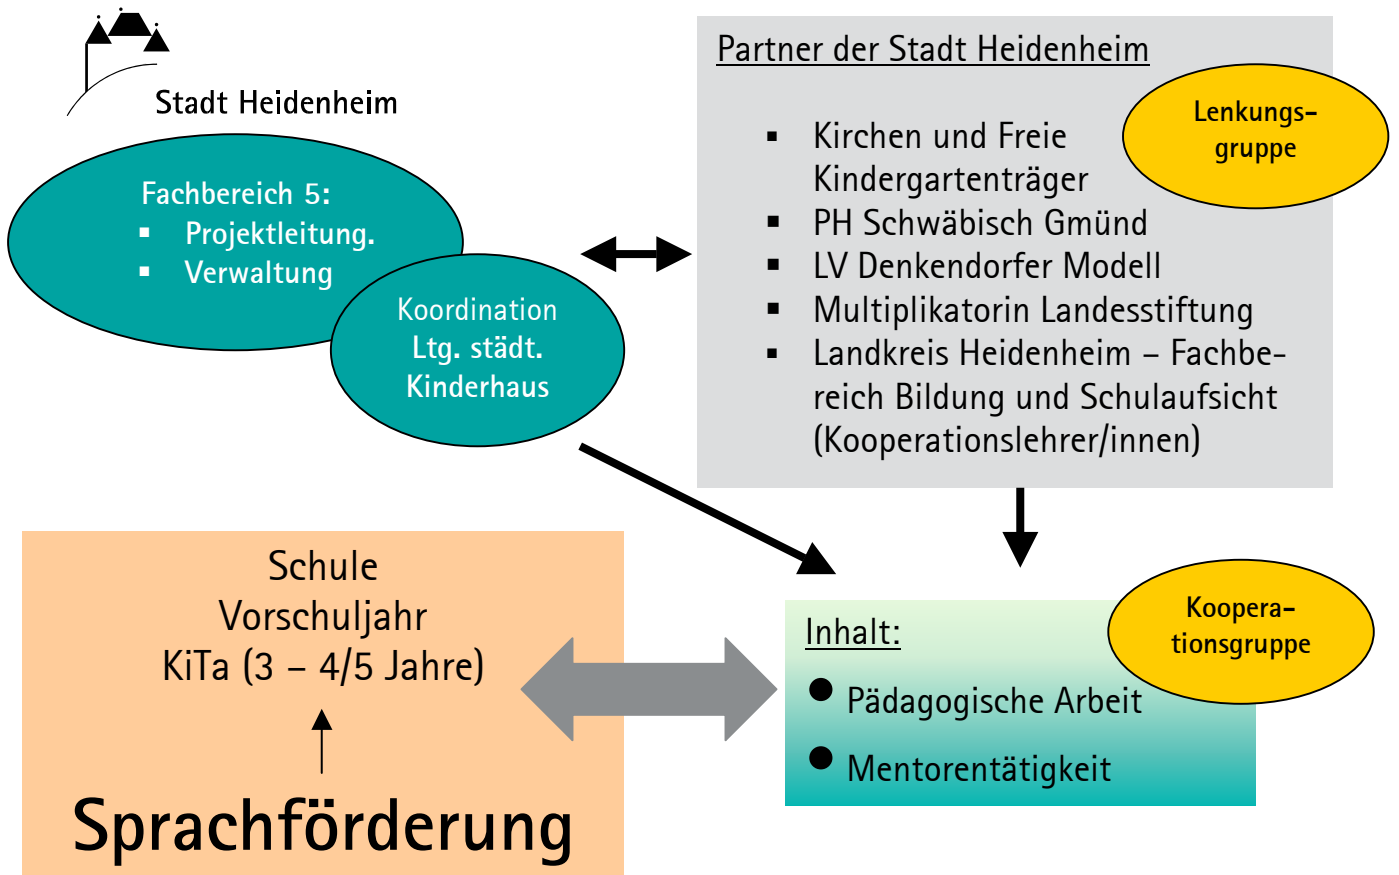 Stadt Heidenheim
Fachbereich 5:
▪ Projektleitung.
▪ Verwaltung
Koordination
Ltg. städt.
Kinderhaus
Partner der Stadt Heidenheim
Lenkungs-
gruppe
▪ Kirchen und Freie
Kindergartenträger
▪ PH Schwäbisch Gmünd
▪ LV Denkendorfer Modell
▪ Multiplikatorin Landesstiftung
▪ Landkreis Heidenheim – Fachbe-
reich Bildung und Schulaufsicht
(Kooperationslehrer/innen)
Schule
Vorschuljahr
KiTa (3 – 4/5 Jahre)
Sprachförderung
Koopera-
tionsgruppe
Inhalt:
● Pädagogische Arbeit
● Mentorentätigkeit